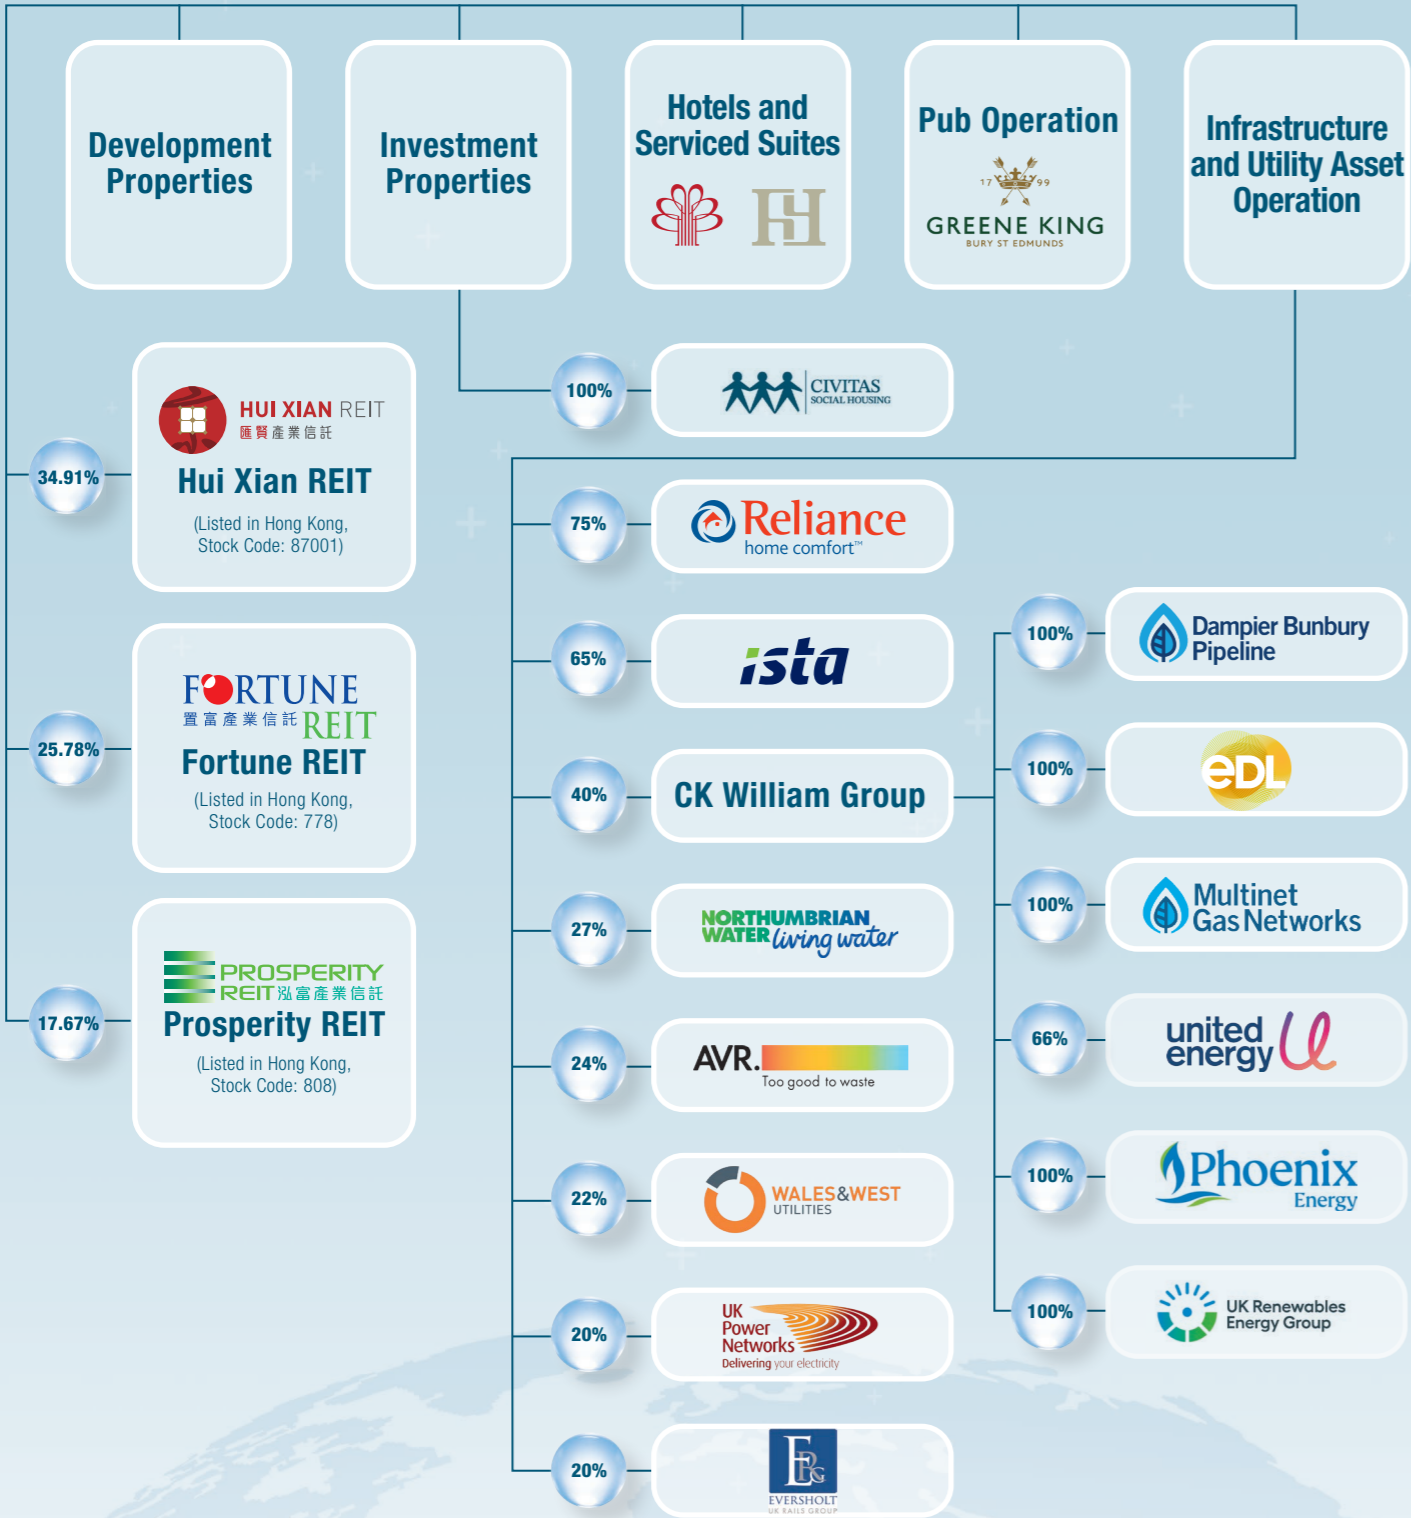 Development
Properties
Investment
Properties
Hotels and
Serviced Suites
Pub Operation
17 99
GREENE KING
BURY ST EDMUNDS
Infrastructure
and Utility Asset
Operation
34.91%
HUI XIAN REIT
匯賢產業信託
Hui Xian REIT
(Listed in Hong Kong,
Stock Code: 87001)
25.78%
FORTUNE
置富產業信託 REIT
Fortune REIT
(Listed in Hong Kong,
Stock Code: 778)
17.67%
PROSPERITY
REIT 泓富產業信託
Prosperity REIT
(Listed in Hong Kong,
Stock Code: 808)
100%
CIVITAS
SOCIAL HOUSING
75%
Reliance
home comfort™
65%
ista
40%
CK William Group
27%
NORTHUMBRIAN
WATER living water
24%
AVR.
Too good to waste
22%
WALES&WEST
UTILITIES
20%
UK
Power
Networks
Delivering your electricity
20%
ERG
EVERSHOLT
UK RAILS GROUP
100%
Dampier Bunbury
Pipeline
100%
eDL
100%
Multinet
Gas Networks
66%
united
energy
100%
Phoenix
Energy
100%
UK Renewables
Energy Group